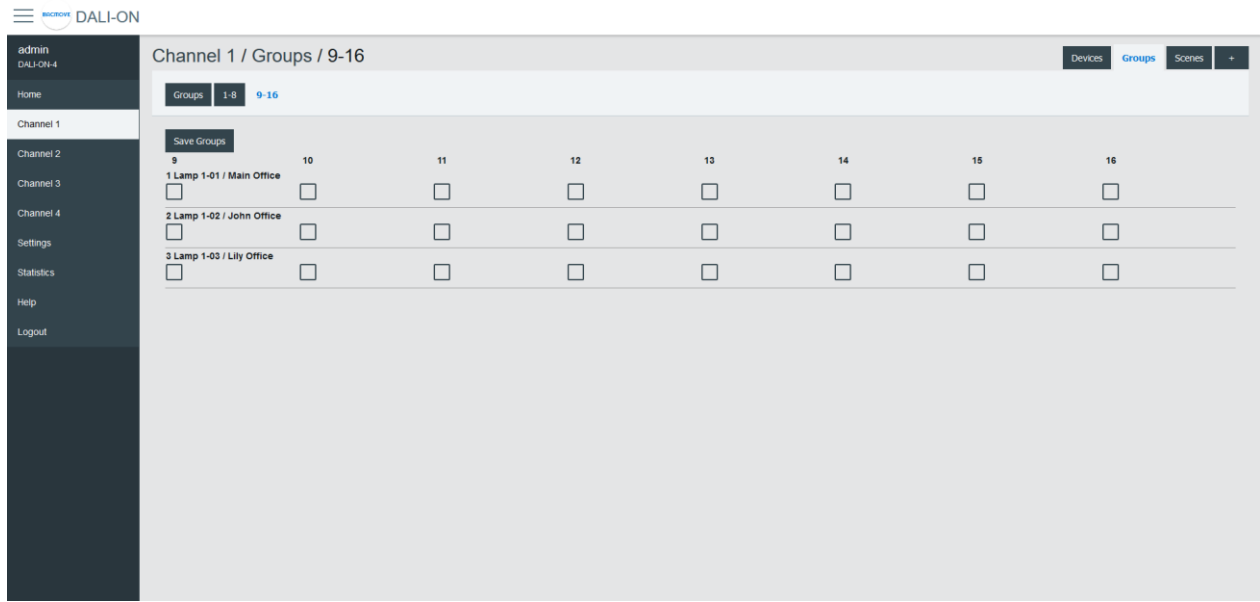 DALI-ON
admin
DALI-ON-4
Home
Channel 1
Channel 2
Channel 3
Channel 4
Settings
Statistics
Help
Logout
Channel 1 / Groups / 9-16
Devices Groups Scenes +
Groups 1-8 9-16
Save Groups
9 10 11 12 13 14 15 16
1 Lamp 1-01 / Main Office
2 Lamp 1-02 / John Office
3 Lamp 1-03 / Lily Office